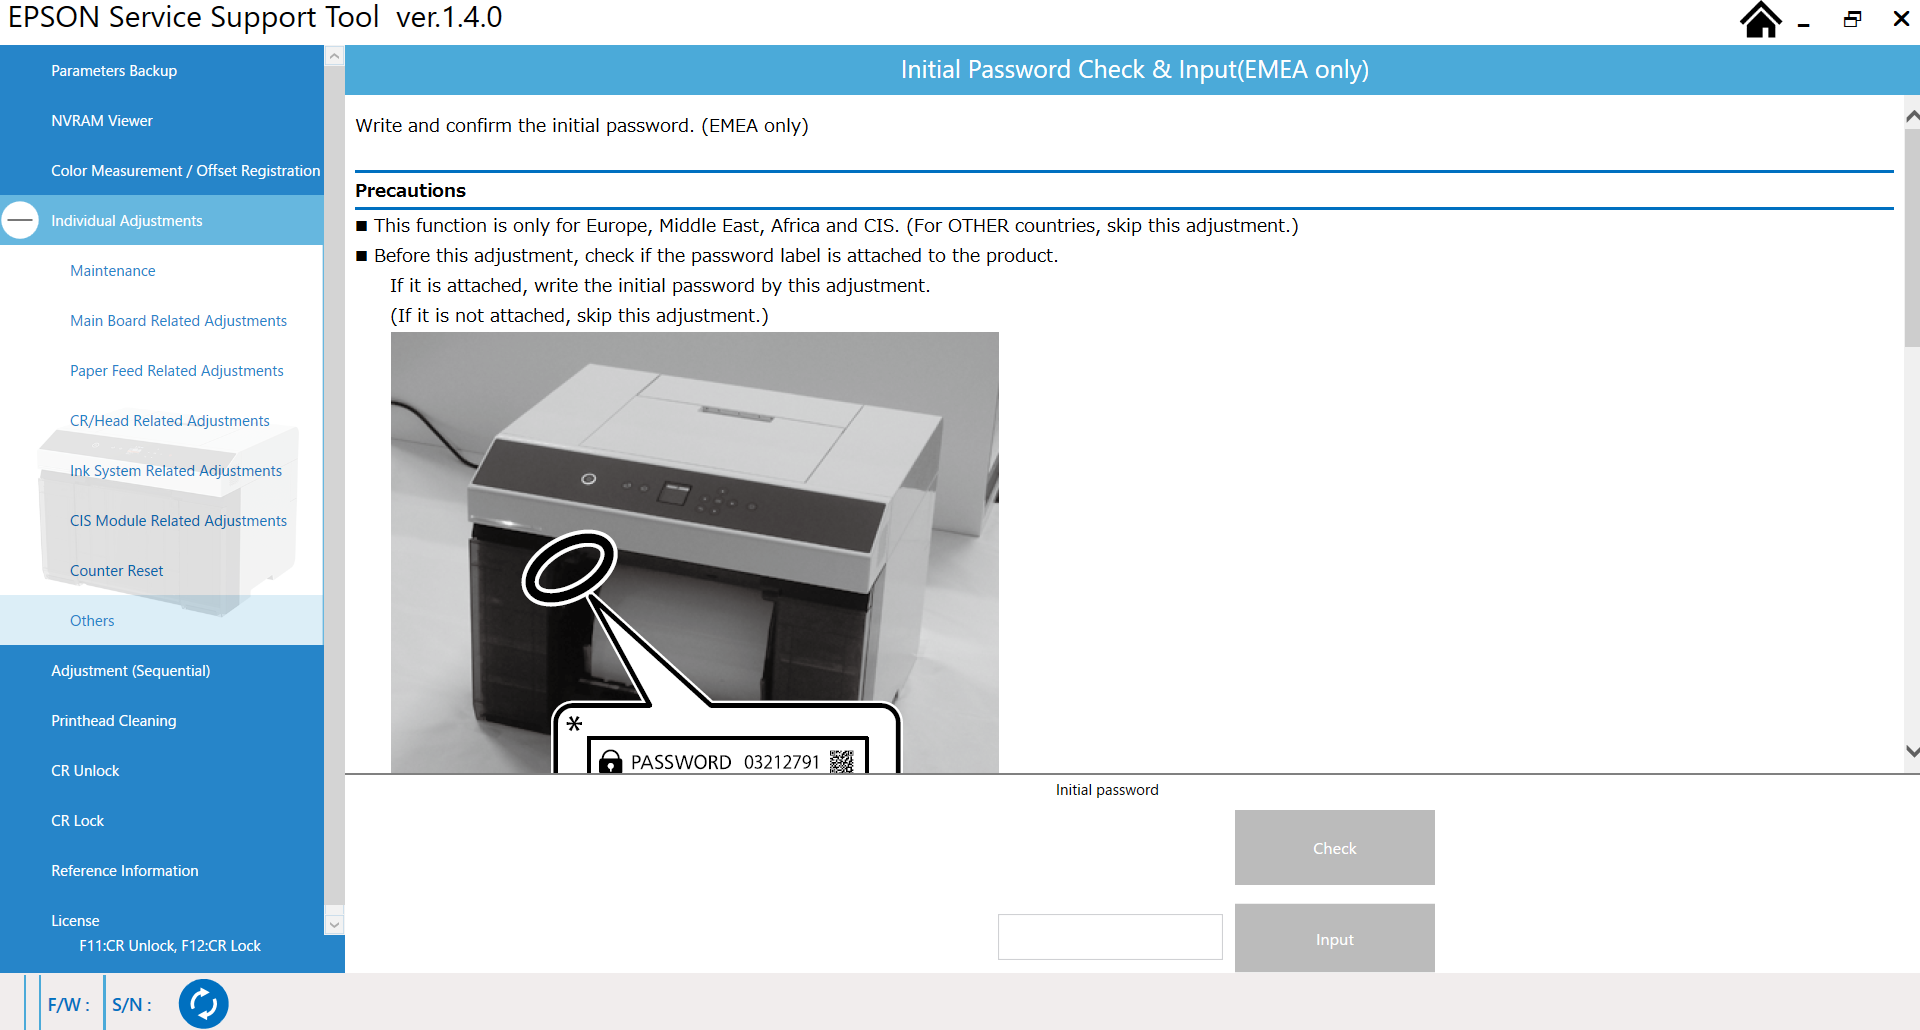 EPSON Service Support Tool ver.1.4.0
Parameters Backup
NVRAM Viewer
Color Measurement / Offset Registration
Individual Adjustments
Maintenance
Main Board Related Adjustments
Paper Feed Related Adjustments
CR/Head Related Adjustments
Ink System Related Adjustments
CIS Module Related Adjustments
Counter Reset
Others
Adjustment (Sequential)
Printhead Cleaning
CR Unlock
CR Lock
Reference Information
License
F11:CR Unlock, F12:CR Lock
Initial Password Check & Input(EMEA only)
Write and confirm the initial password. (EMEA only)
Precautions
■ This function is only for Europe, Middle East, Africa and CIS. (For OTHER countries, skip this adjustment.)
■ Before this adjustment, check if the password label is attached to the product.
If it is attached, write the initial password by this adjustment.
(If it is not attached, skip this adjustment.)
*
PASSWORD 03212791
Initial password
Check
Input
F/W :
S/N :